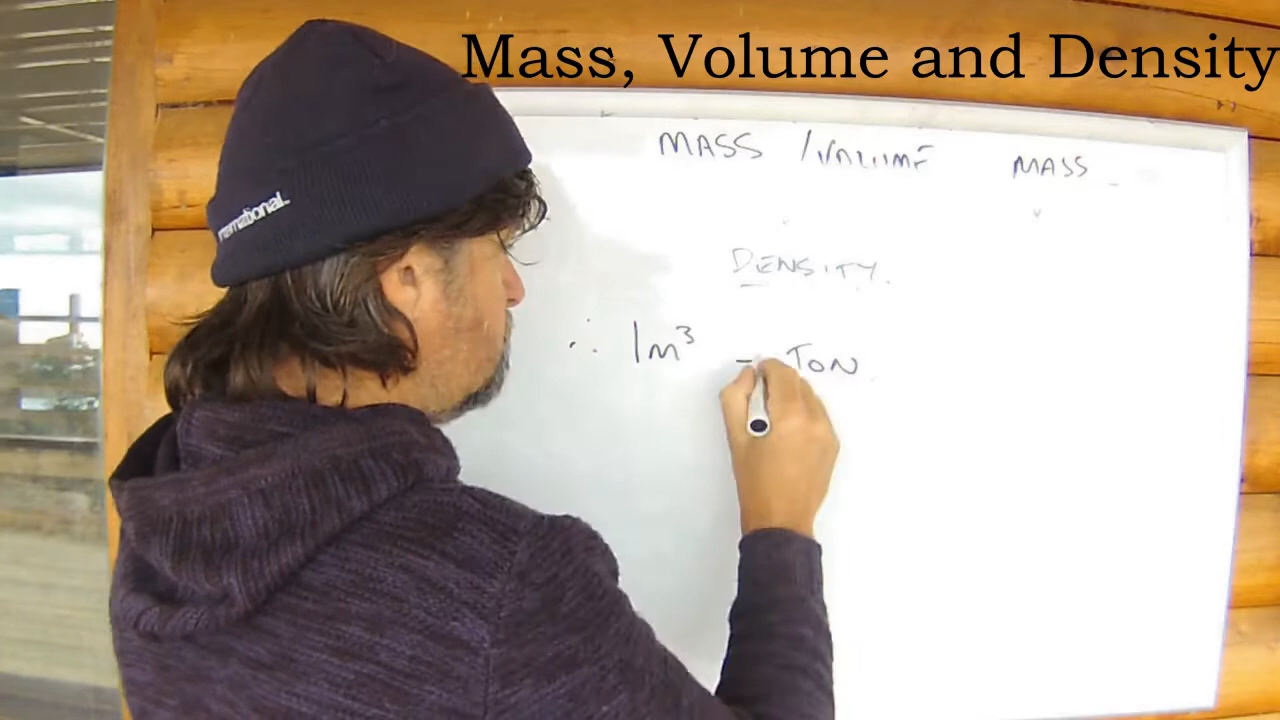 Mass, Volume and Density
MASS /VOLUME MASS
DENSITY.
∴ 1m³ = TON